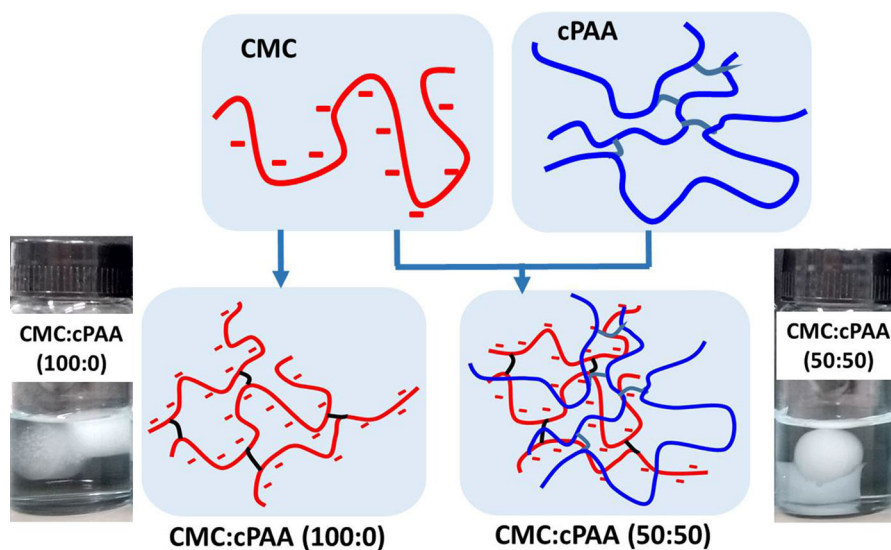 CMC
cPAA
CMC:cPAA
(100:0)
CMC:cPAA
(50:50)
CMC:cPAA (100:0)
CMC:cPAA (50:50)